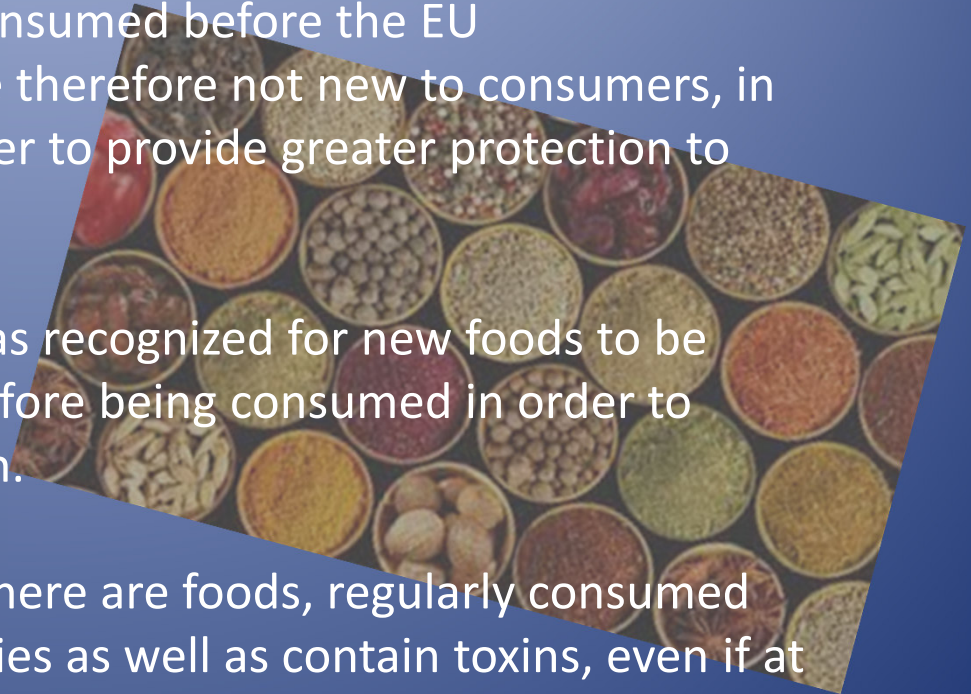 nsumed before the EU
therefore not new to consumers, in
er to provide greater protection to
as recognized for new foods to be
fore being consumed in order to
n.
here are foods, regularly consumed
ies as well as contain toxins, even if at